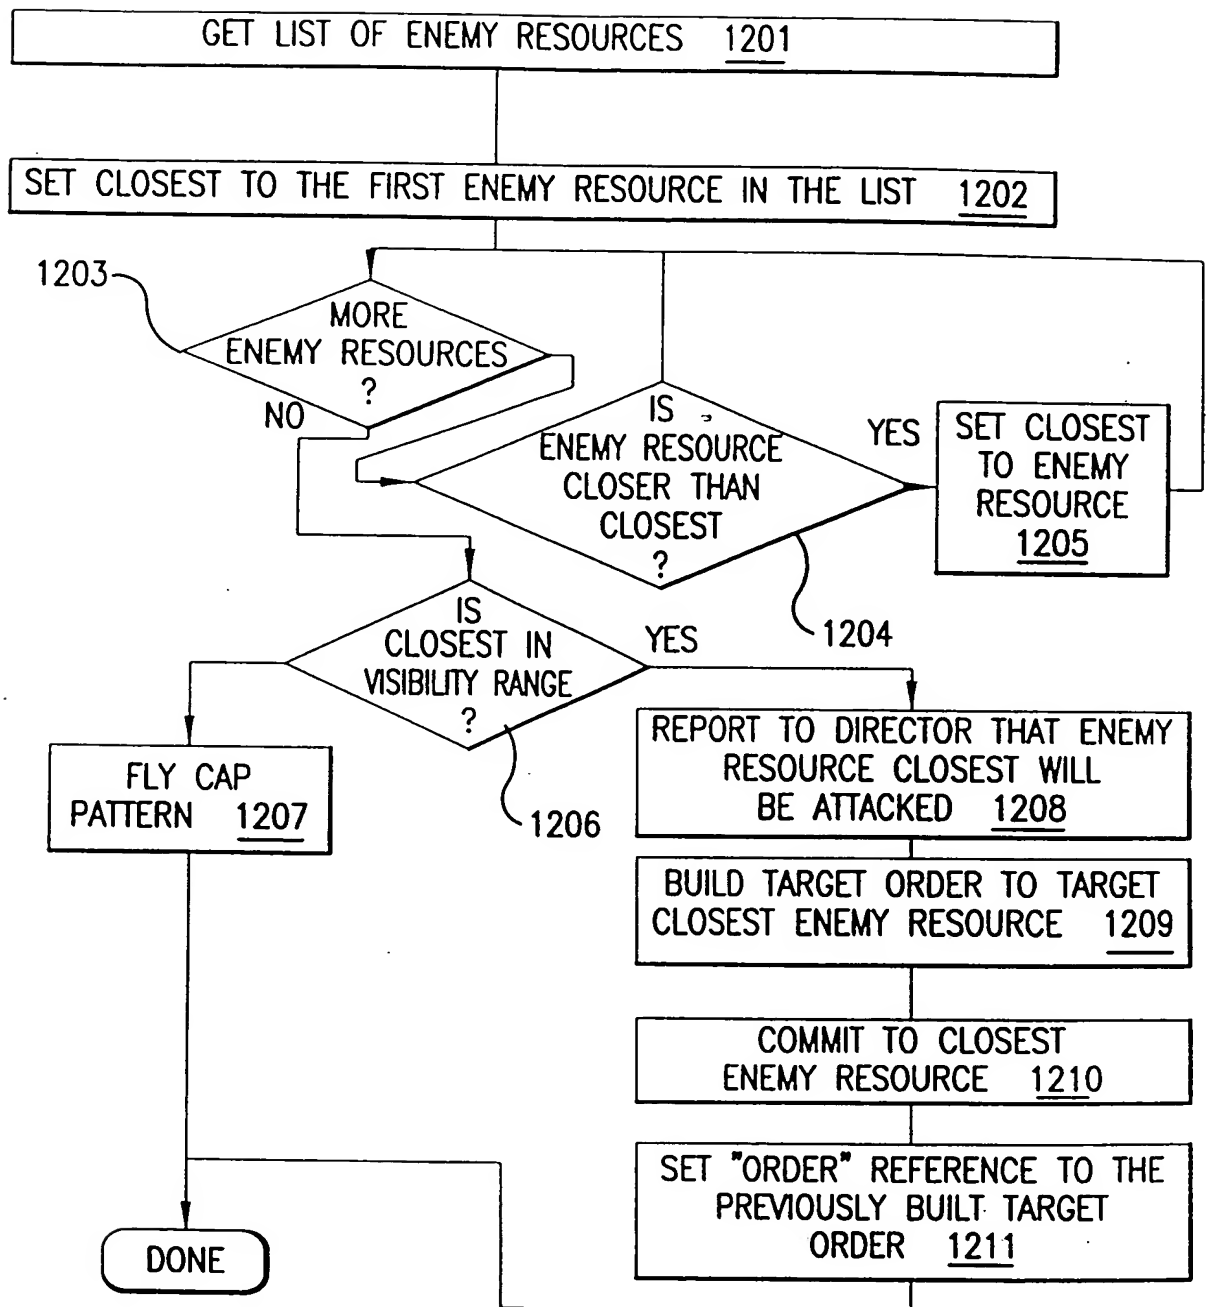 GET LIST OF ENEMY RESOURCES 1201
SET CLOSEST TO THE FIRST ENEMY RESOURCE IN THE LIST 1202
1203
MORE
ENEMY RESOURCES
?
NO
IS
ENEMY RESOURCE
CLOSER THAN
CLOSEST
?
YES
SET CLOSEST
TO ENEMY
RESOURCE
1205
1204
IS
CLOSEST IN
VISIBILITY RANGE
?
YES
1206
FLY CAP
PATTERN 1207
REPORT TO DIRECTOR THAT ENEMY
RESOURCE CLOSEST WILL
BE ATTACKED 1208
BUILD TARGET ORDER TO TARGET
CLOSEST ENEMY RESOURCE 1209
COMMIT TO CLOSEST
ENEMY RESOURCE 1210
SET "ORDER" REFERENCE TO THE
PREVIOUSLY BUILT TARGET
ORDER 1211
DONE